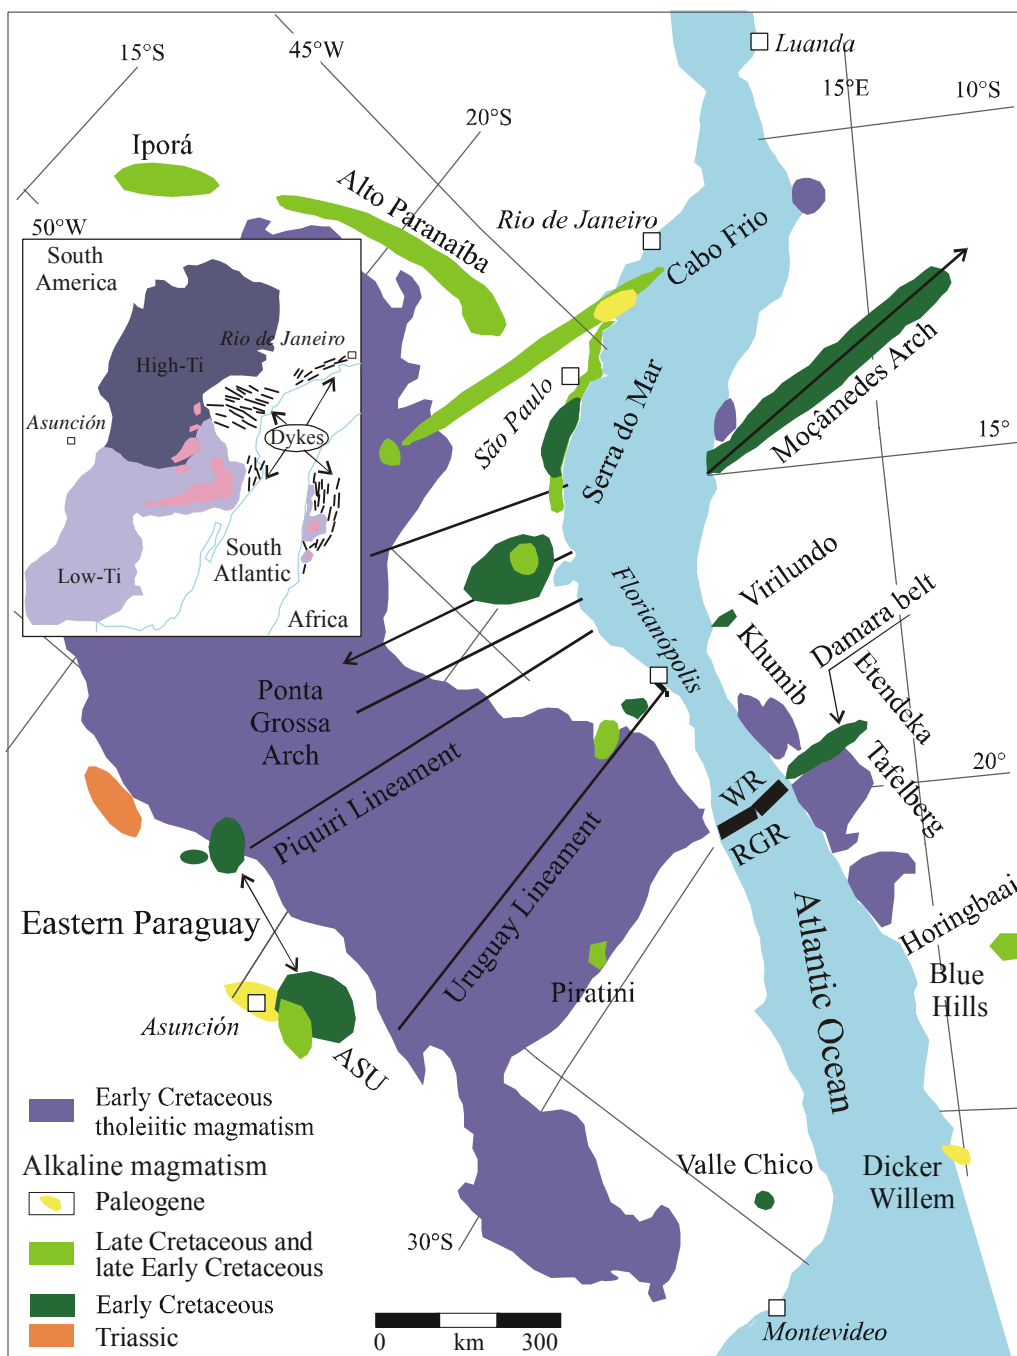 Luanda
15°S
45°W
15°E
10°S
20°S
Iporá
Alto Paranaíba
50°W
Rio de Janeiro
Cabo Frio
South
America
Rio de Janeiro
High-Ti
Asunción
Dykes
South
Atlantic
Low-Ti
Africa
São Paulo
Serra do Mar
Moçâmedes Arch
15°
Florianópolis
Virilundo
Khumib
Damara belt
Etendeka
Tafelberg
20°
Ponta
Grossa
Arch
Piquiri Lineament
WR
RGR
Uruguay Lineament
Eastern Paraguay
Horingbaai
Atlantic Ocean
Blue
Hills
Piratini
Asunción
ASU
Early Cretaceous
tholeiitic magmatism
Alkaline magmatism
Paleogene
Late Cretaceous and
late Early Cretaceous
Early Cretaceous
Triassic
Valle Chico
Dicker
Willem
30°S
0 km 300
Montevideo